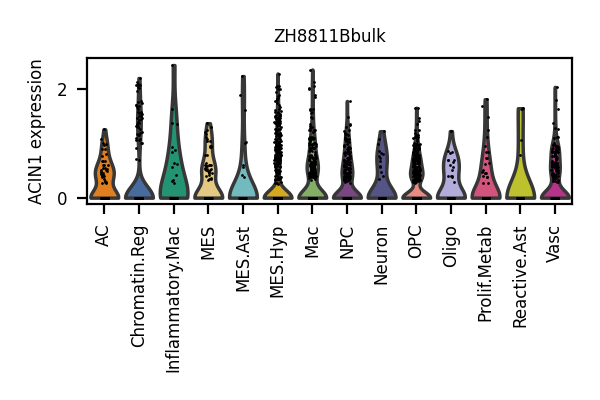 ZH8811Bbulk
ACIN1 expression
2
0
AC
Chromatin.Reg
Inflammatory.Mac
MES
MES.Ast
MES.Hyp
Mac
NPC
Neuron
OPC
Oligo
Prolif.Metab
Reactive.Ast
Vasc